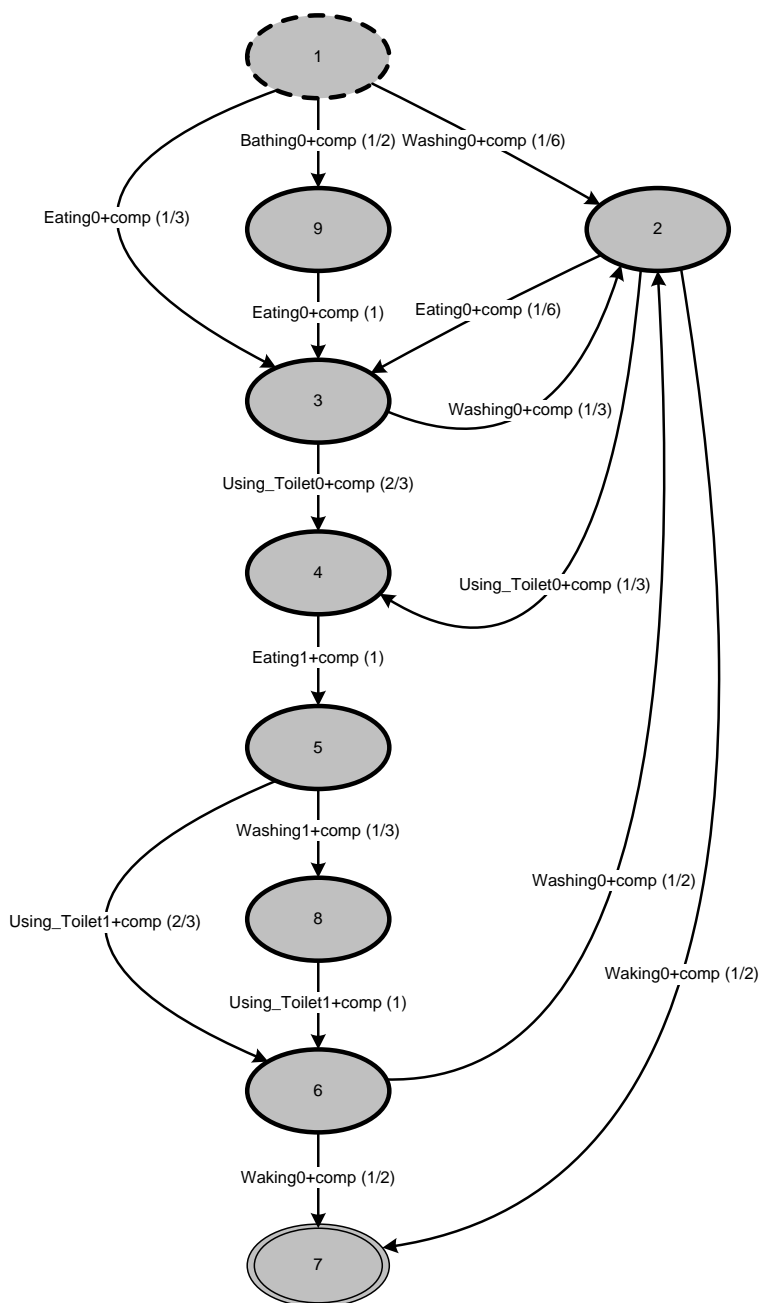 1
Bathing0+comp (1/2)
Washing0+comp (1/6)
Eating0+comp (1/3)
9
2
Eating0+comp (1)
Eating0+comp (1/6)
3
Washing0+comp (1/3)
Using_Toilet0+comp (2/3)
4
Using_Toilet0+comp (1/3)
Eating1+comp (1)
5
Washing1+comp (1/3)
Washing0+comp (1/2)
8
Using_Toilet1+comp (2/3)
Waking0+comp (1/2)
Using_Toilet1+comp (1)
6
Waking0+comp (1/2)
7